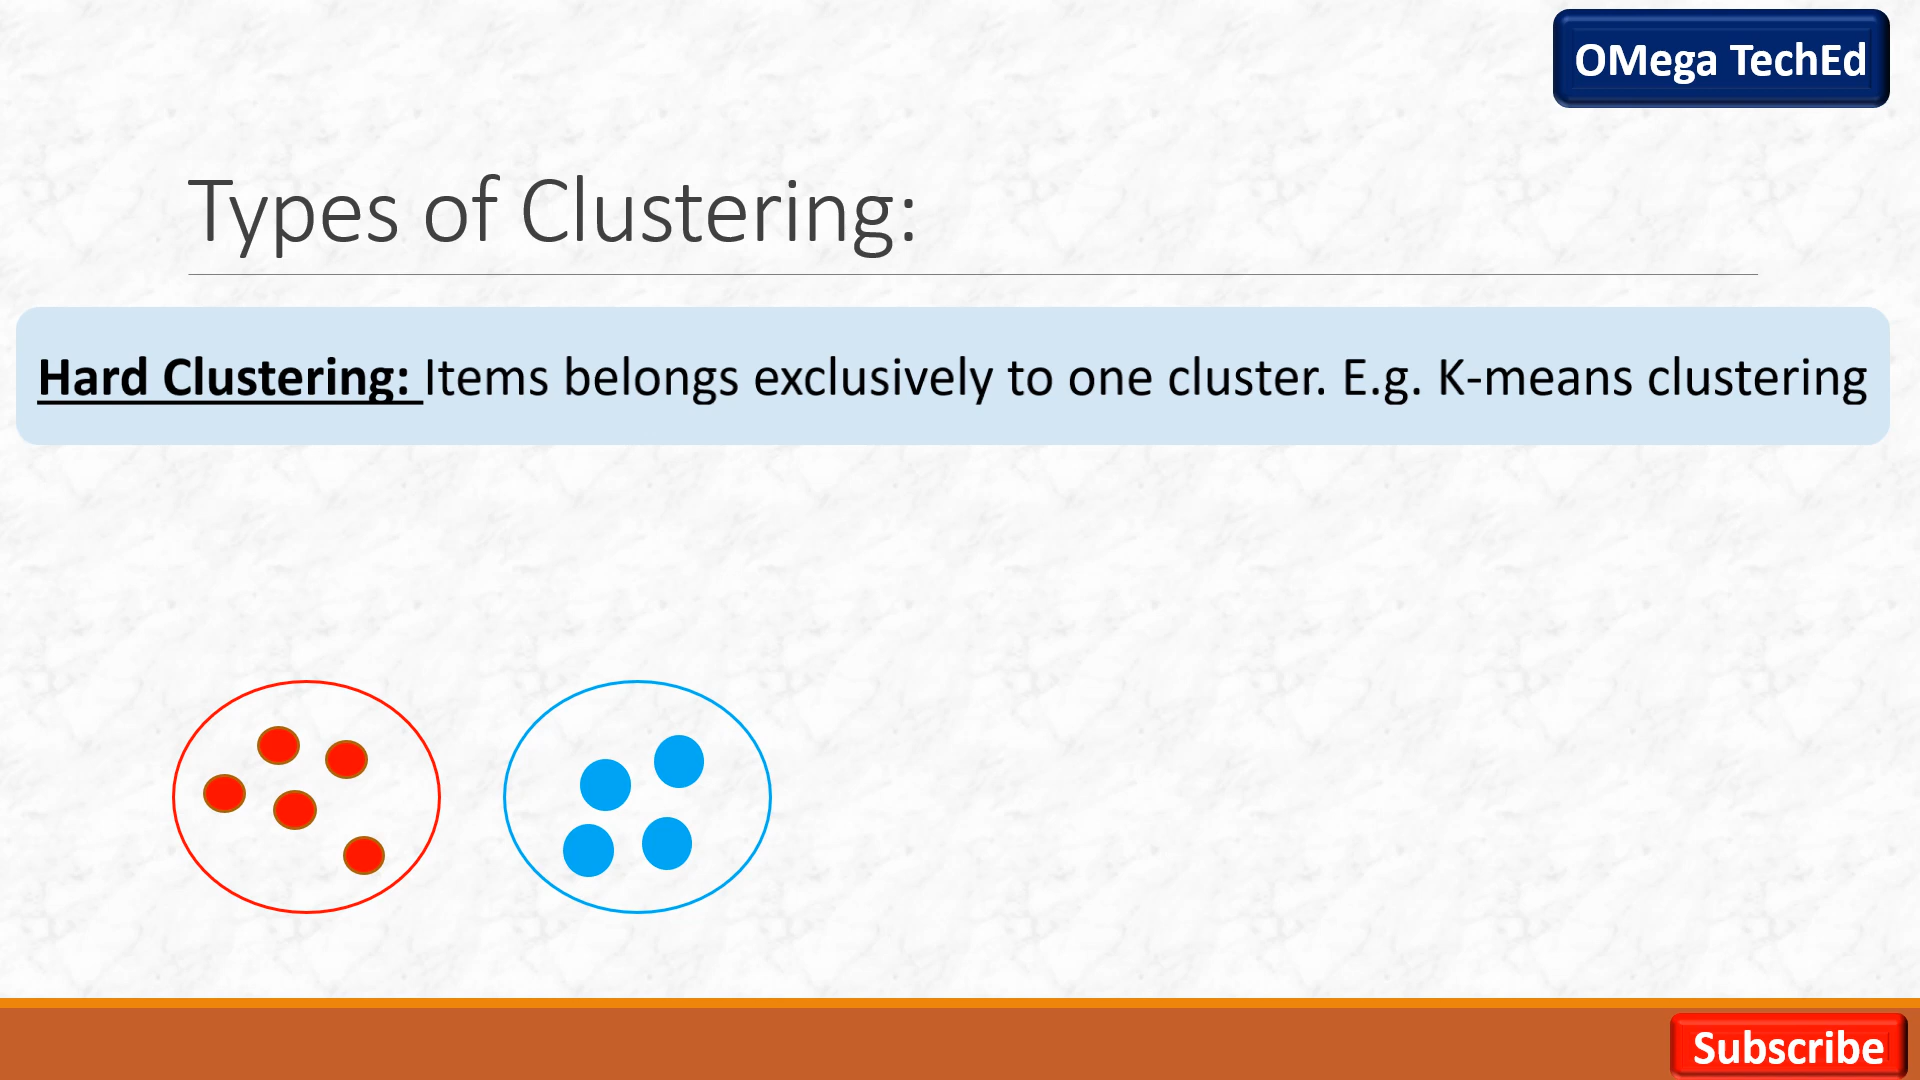 OMega TechEd
Types of Clustering:
Hard Clustering: Items belongs exclusively to one cluster. E.g. K-means clustering
Subscribe